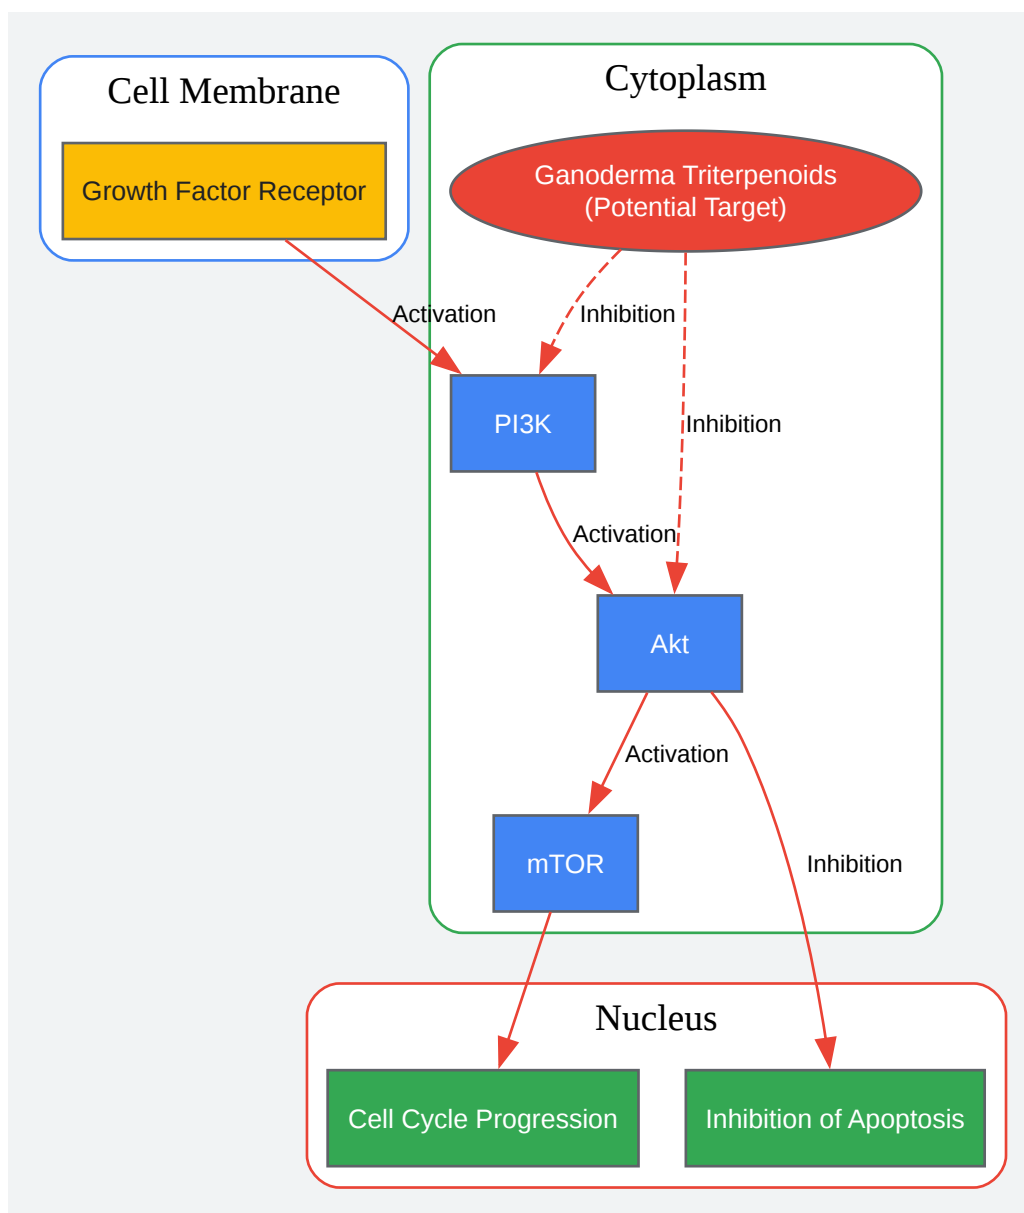 Cell Membrane
Growth Factor Receptor
Cytoplasm
Ganoderma Triterpenoids
(Potential Target)
Activation
Inhibition
PI3K
Inhibition
Activation
Akt
Activation
mTOR
Inhibition
Nucleus
Cell Cycle Progression
Inhibition of Apoptosis